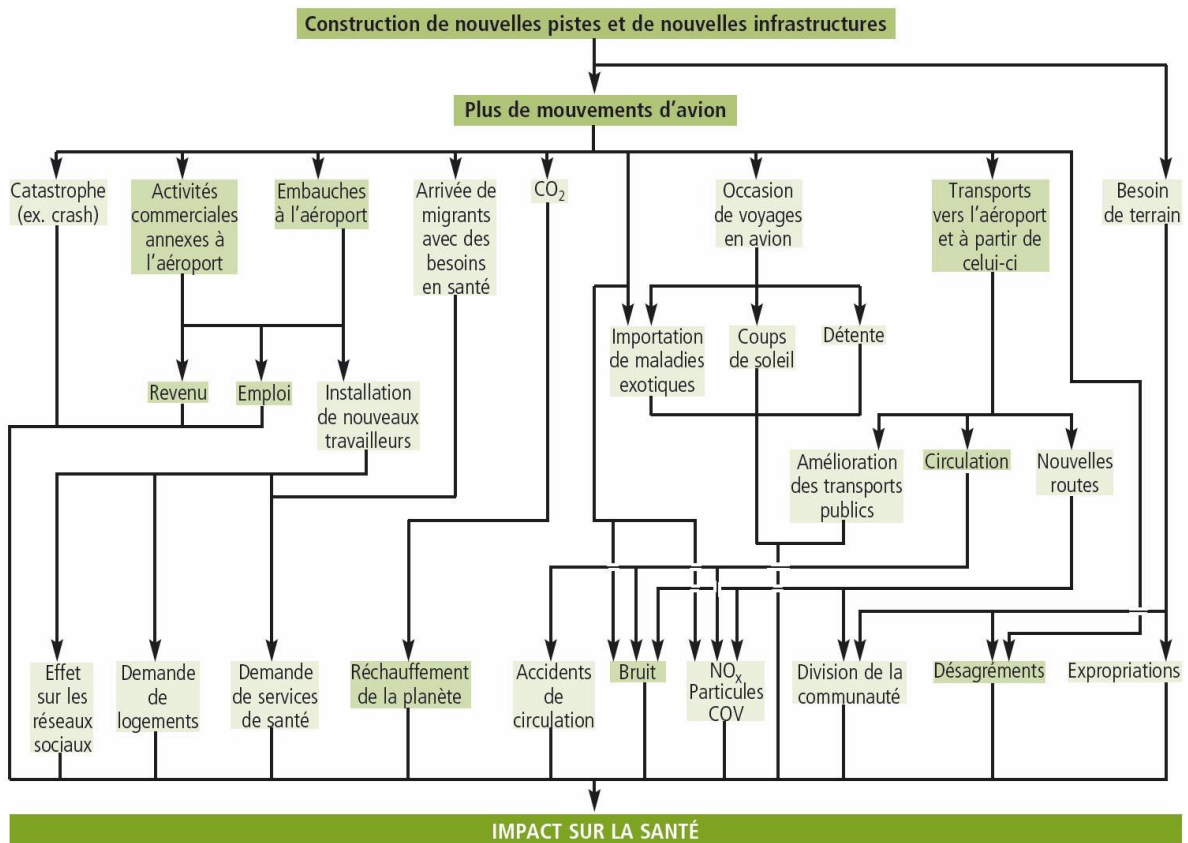 Construction de nouvelles pistes et de nouvelles infrastructures
Plus de mouvements d’avion
Catastrophe
(ex. crash)
Activités
commerciales
annexes à
l’aéroport
Embauches
à l’aéroport
Arrivée de
migrants
avec des
besoins
en santé
CO₂
Occasion
de voyages
en avion
Transports
vers l’aéroport
et à partir de
celui-ci
Besoin
de terrain
Importation
de maladies
exotiques
Coups
de soleil
Détente
Revenu
Emploi
Installation
de nouveaux
travailleurs
Amélioration
des transports
publics
Circulation
Nouvelles
routes
Effet
sur les
réseaux
sociaux
Demande
de
logements
Demande
de services
de santé
Réchauffement
de la planète
Accidents
de
circulation
Bruit
NOₓ
Particules
COV
Division de la
communauté
Désagréments
Expropriations
IMPACT SUR LA SANTÉ